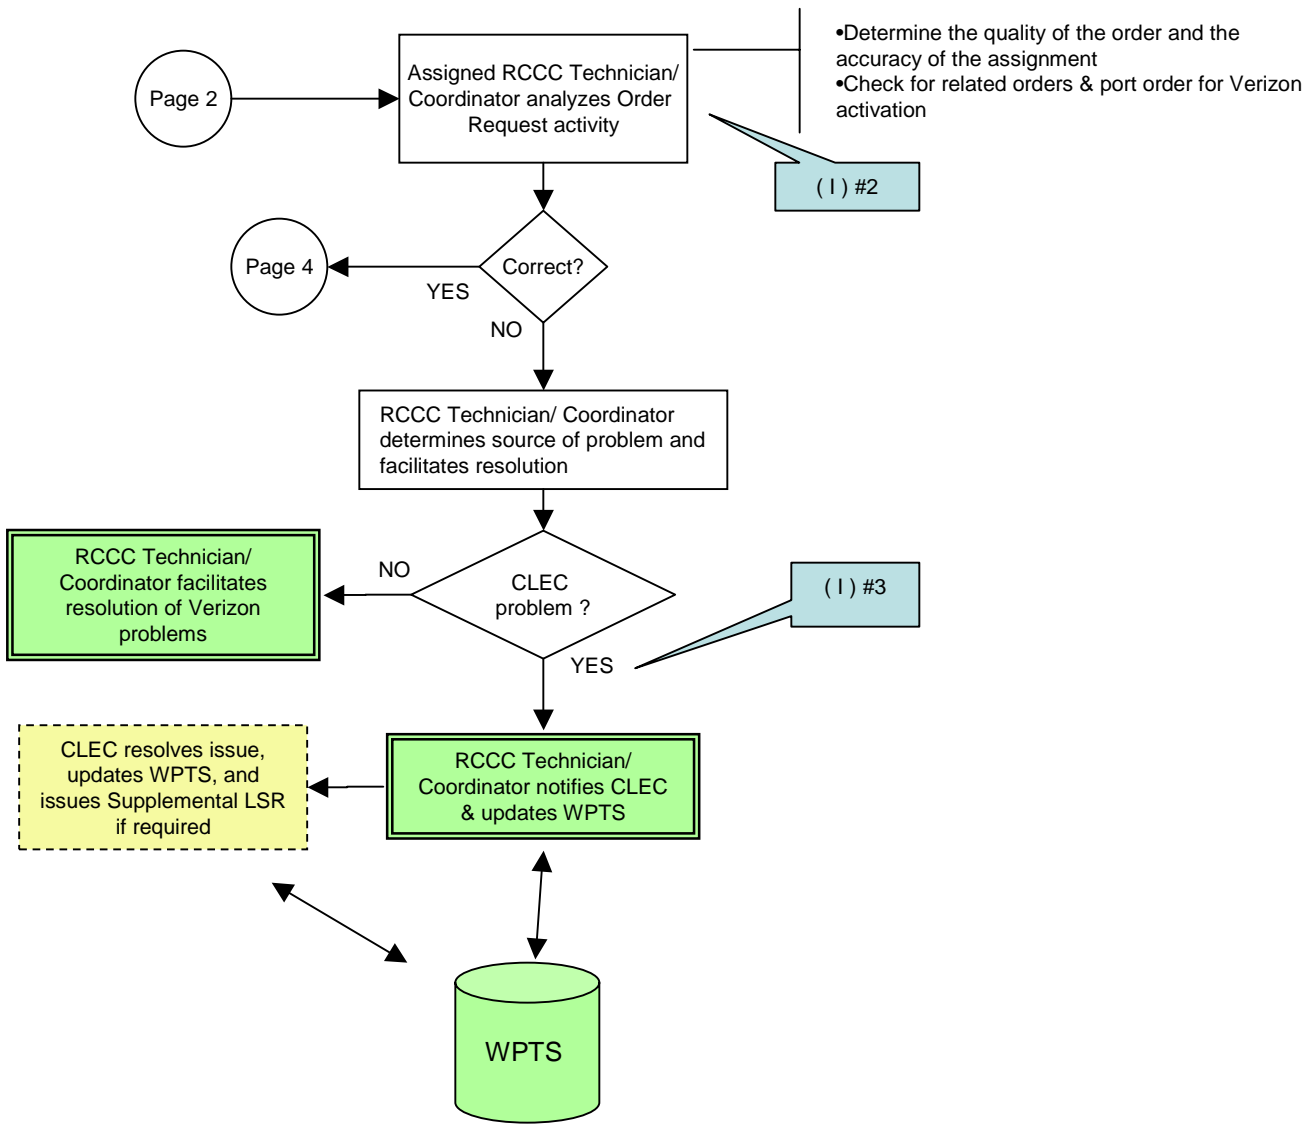 •Determine the quality of the order and the
accuracy of the assignment
•Check for related orders & port order for Verizon
activation
Page 2
Assigned RCCC Technician/
Coordinator analyzes Order
Request activity
( I ) #2
Page 4
Correct?
YES
NO
RCCC Technician/ Coordinator
determines source of problem and
facilitates resolution
RCCC Technician/
Coordinator facilitates
resolution of Verizon
problems
NO
CLEC
problem ?
( I ) #3
YES
CLEC resolves issue,
updates WPTS, and
issues Supplemental LSR
if required
RCCC Technician/
Coordinator notifies CLEC
& updates WPTS
WPTS